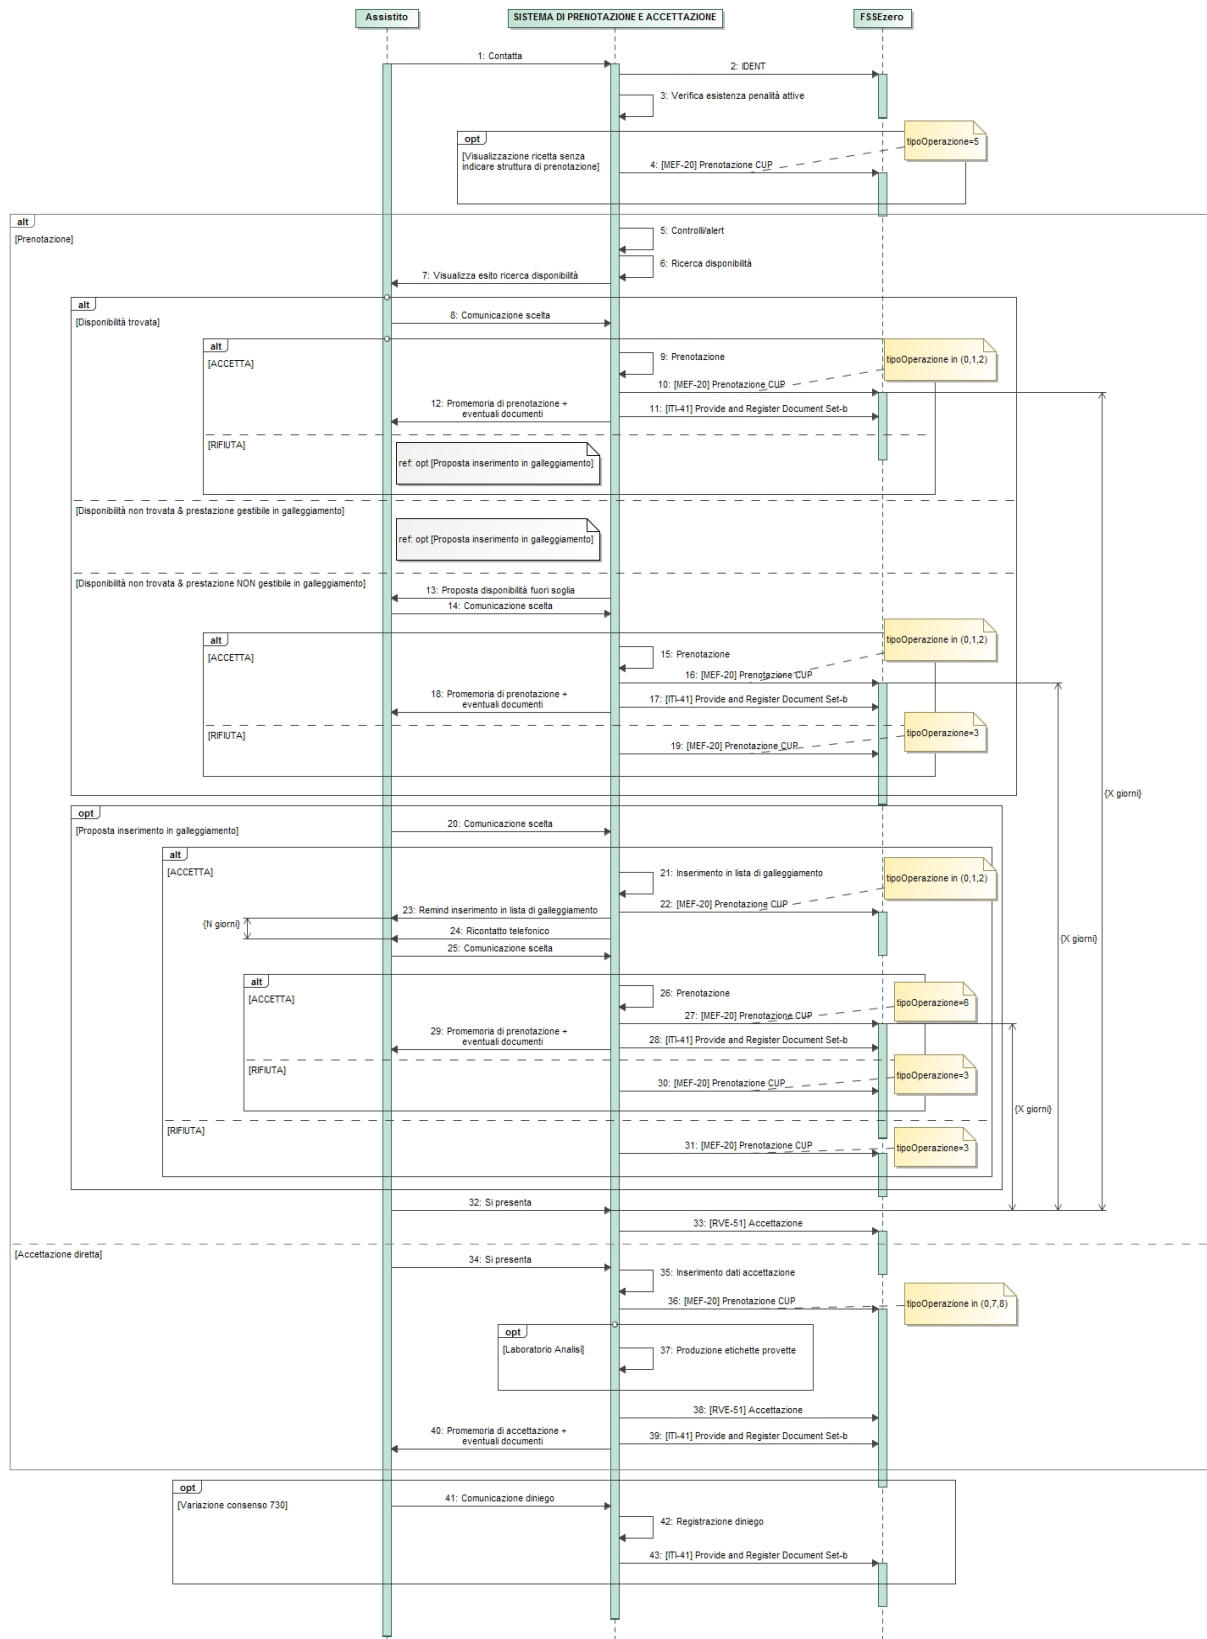 Assistito
SISTEMA DI PRENOTAZIONE E ACCETTAZIONE
FSSEzero
1: Contatta
2: IDENT
3: Verifica esistenza penalità attive
opt
[Visualizzazione ricetta senza
indicare struttura di prenotazione]
tipoOperazione=5
4: [MEF-20] Prenotazione CUP
alt
[Prenotazione]
5: Controlli/alert
6: Ricerca disponibilità
7: Visualizza esito ricerca disponibilità
alt
[Disponibilità trovata]
8: Comunicazione scelta
alt
[ACCETTA]
9: Prenotazione
tipoOperazione in (0,1,2)
10: [MEF-20] Prenotazione CUP
12: Promemoria di prenotazione +
eventuali documenti
11: [ITI-41] Provide and Register Document Set-b
[RIFIUTA]
ref: opt [Proposta inserimento in galleggiamento]
[Disponibilità non trovata & prestazione gestibile in galleggiamento]
ref: opt [Proposta inserimento in galleggiamento]
[Disponibilità non trovata & prestazione NON gestibile in galleggiamento]
13: Proposta disponibilità fuori soglia
14: Comunicazione scelta
alt
[ACCETTA]
15: Prenotazione
tipoOperazione in (0,1,2)
16: [MEF-20] Prenotazione CUP
18: Promemoria di prenotazione +
eventuali documenti
17: [ITI-41] Provide and Register Document Set-b
[RIFIUTA]
tipoOperazione=3
19: [MEF-20] Prenotazione CUP
{X giorni}
opt
[Proposta inserimento in galleggiamento]
20: Comunicazione scelta
alt
[ACCETTA]
21: Inserimento in lista di galleggiamento
tipoOperazione in (0,1,2)
22: [MEF-20] Prenotazione CUP
23: Remind inserimento in lista di galleggiamento
{N giorni}
24: Ricontatto telefonico
25: Comunicazione scelta
{X giorni}
alt
[ACCETTA]
26: Prenotazione
tipoOperazione=6
27: [MEF-20] Prenotazione CUP
29: Promemoria di prenotazione +
eventuali documenti
28: [ITI-41] Provide and Register Document Set-b
[RIFIUTA]
tipoOperazione=3
30: [MEF-20] Prenotazione CUP
{X giorni}
[RIFIUTA]
31: [MEF-20] Prenotazione CUP
tipoOperazione=3
32: Si presenta
33: [RVE-51] Accettazione
[Accettazione diretta]
34: Si presenta
35: Inserimento dati accettazione
36: [MEF-20] Prenotazione CUP
tipoOperazione in (0,7,8)
opt
[Laboratorio Analisi]
37: Produzione etichette provette
38: [RVE-51] Accettazione
40: Promemoria di accettazione +
eventuali documenti
39: [ITI-41] Provide and Register Document Set-b
opt
[Variazione consenso 730]
41: Comunicazione diniego
42: Registrazione diniego
43: [ITI-41] Provide and Register Document Set-b